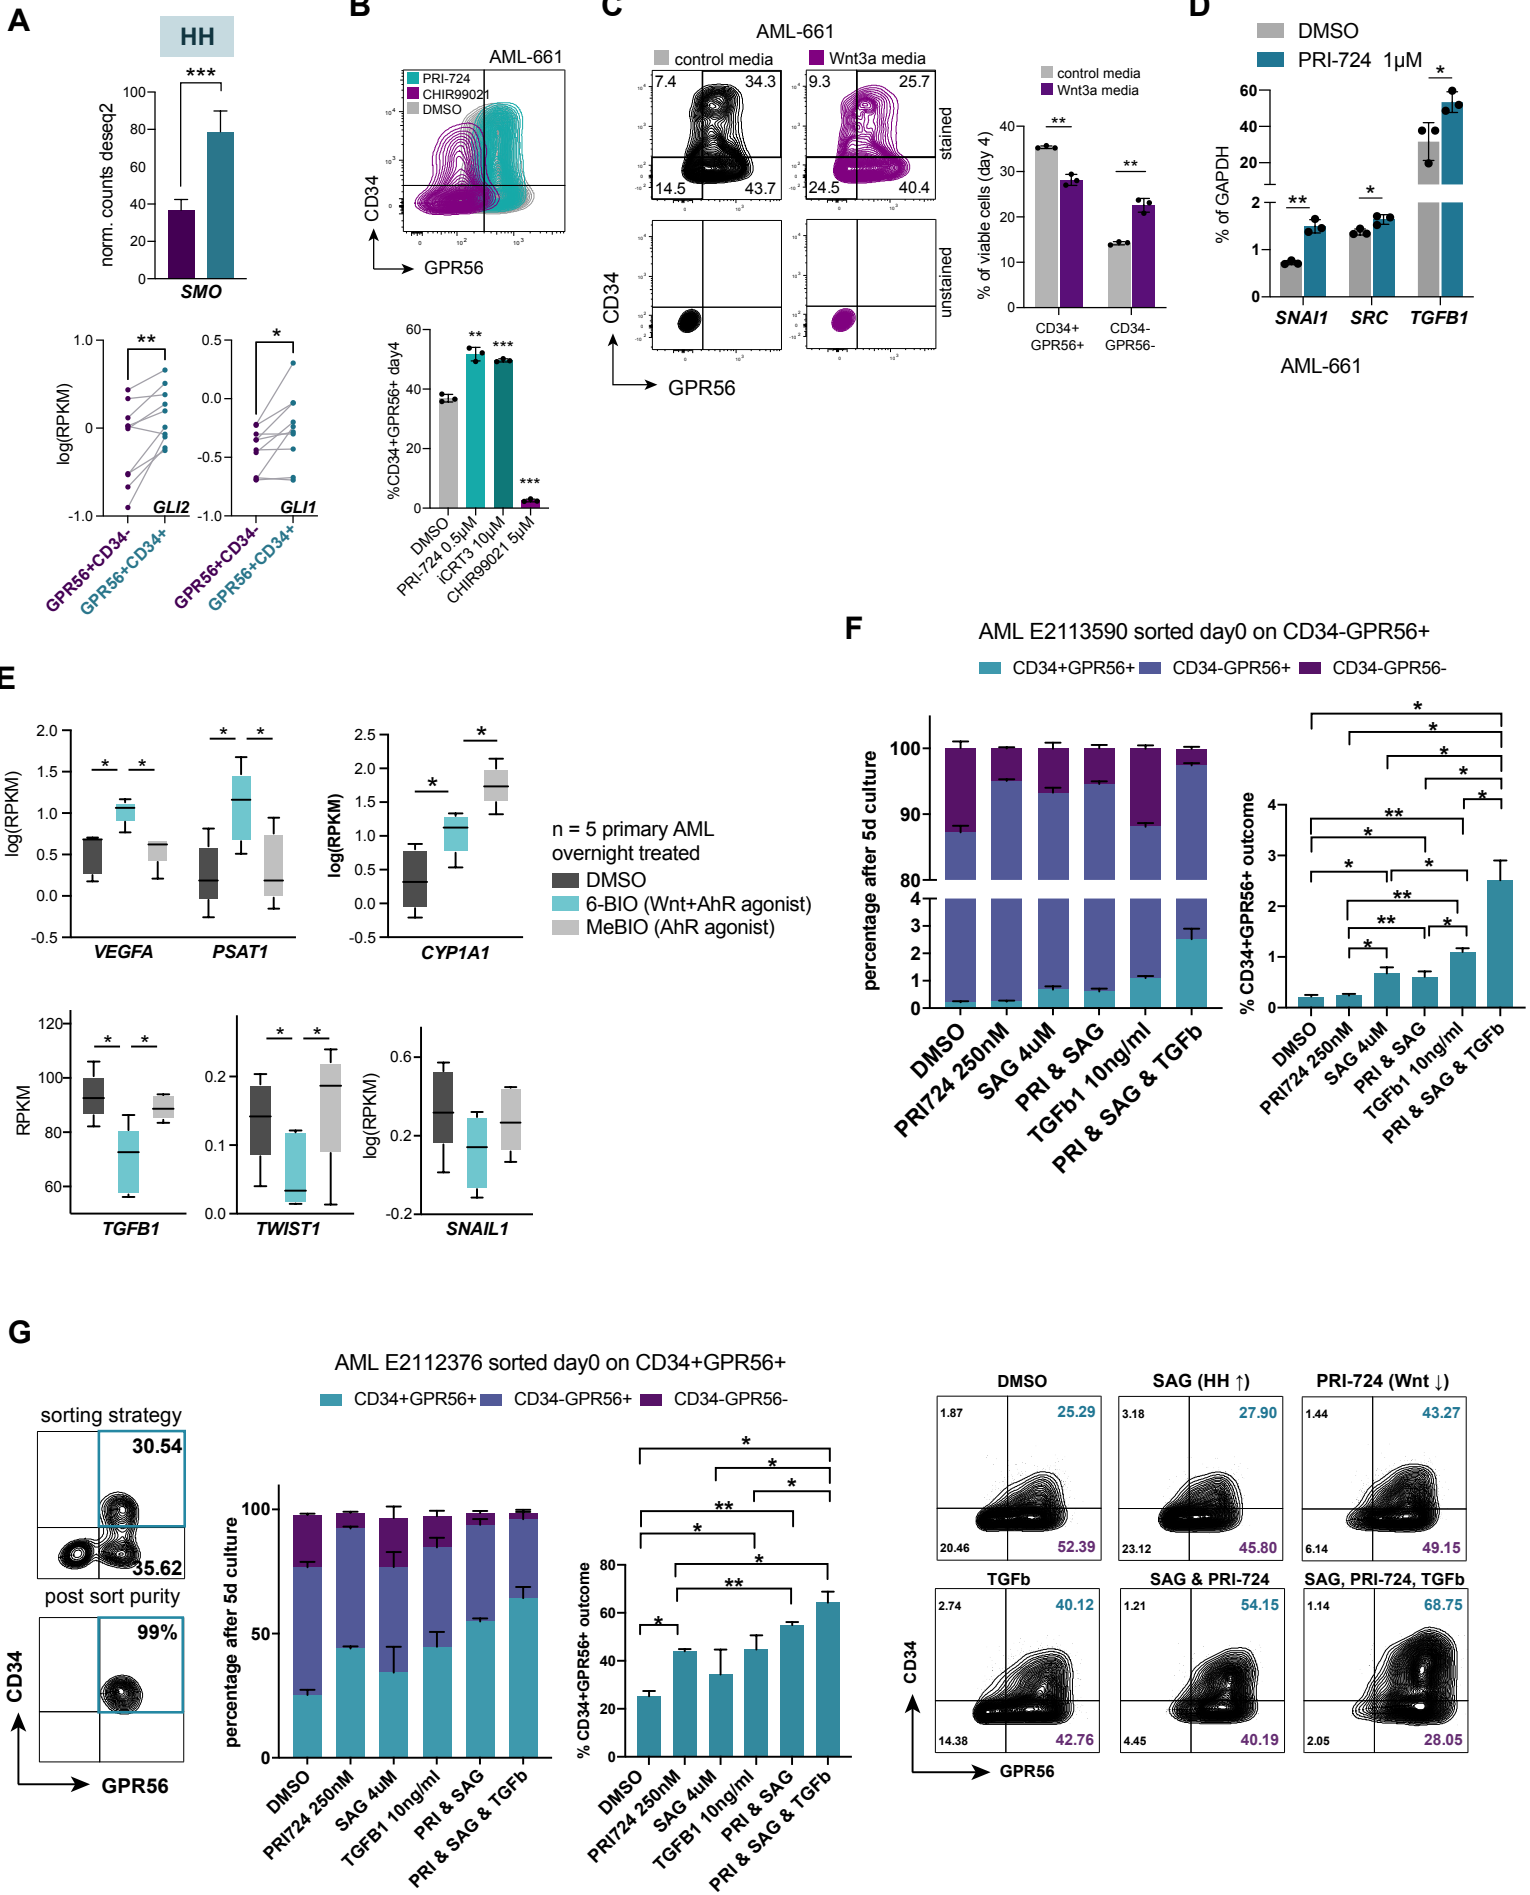 A
HH
***
norm. counts deseq2
100
80
60
40
20
0
SMO
**
1.0
0
-1.0
log(RPKM)
GLI2
GPR56+CD34-
GPR56+CD34+
*
0.5
0.0
-0.5
-1.0
GLI1
GPR56+CD34-
GPR56+CD34+
B
AML-661
PRI-724
CHIR99021
DMSO
CD34
GPR56
%CD34+GPR56+ day4
60
40
20
0
**
***
***
DMSO
PRI-724 0.5µM
iCRT3 10µM
CHIR99021 5µM
C
AML-661
control media
Wnt3a media
7.4
34.3
14.5
43.7
9.3
25.7
24.5
40.4
stained
unstained
CD34
GPR56
control media
Wnt3a media
% of viable cells (day 4)
40
30
20
10
0
**
**
CD34+
GPR56+
CD34-
GPR56-
D
DMSO
PRI-724 1µM
% of GAPDH
60
40
20
2
1
0
**
*
*
SNAI1
SRC
TGFB1
AML-661
E
log(RPKM)
2.0
1.5
1.0
0.5
0.0
-0.5
* *
* *
VEGFA
PSAT1
log(RPKM)
2.5
2.0
1.5
1.0
0.5
0.0
-0.5
*
*
CYP1A1
n = 5 primary AML
overnight treated
DMSO
6-BIO (Wnt+AhR agonist)
MeBIO (AhR agonist)
RPKM
120
100
80
60
* *
TGFB1
0.2
0.1
0.0
* *
TWIST1
log(RPKM)
0.6
0.2
-0.2
SNAIL1
F
AML E2113590 sorted day0 on CD34-GPR56+
CD34+GPR56+
CD34-GPR56+
CD34-GPR56-
percentage after 5d culture
100
90
80
4
3
2
1
0
DMSO
PRI724 250nM
SAG 4uM
PRI & SAG
TGFb1 10ng/ml
PRI & SAG & TGFb
% CD34+GPR56+ outcome
4
3
2
1
0
*
*
*
*
*
**
*
*
*
**
**
*
*
DMSO
PRI724 250nM
SAG 4uM
PRI & SAG
TGFb1 10ng/ml
PRI & SAG & TGFb
G
AML E2112376 sorted day0 on CD34+GPR56+
CD34+GPR56+
CD34-GPR56+
CD34-GPR56-
sorting strategy
30.54
35.62
post sort purity
99%
CD34
GPR56
percentage after 5d culture
100
50
0
DMSO
PRI724 250nM
SAG 4uM
TGFB1 10ng/ml
PRI & SAG
PRI & SAG & TGFb
% CD34+GPR56+ outcome
80
60
40
20
0
*
*
*
**
*
*
**
*
DMSO
PRI724 250nM
SAG 4uM
TGFB1 10ng/ml
PRI & SAG
PRI & SAG & TGFb
DMSO
1.87
25.29
20.46
52.39
SAG (HH ↑)
3.18
27.90
23.12
45.80
PRI-724 (Wnt ↓)
1.44
43.27
6.14
49.15
TGFb
2.74
40.12
14.38
42.76
SAG & PRI-724
1.21
54.15
4.45
40.19
SAG, PRI-724, TGFb
1.14
68.75
2.05
28.05
CD34
GPR56